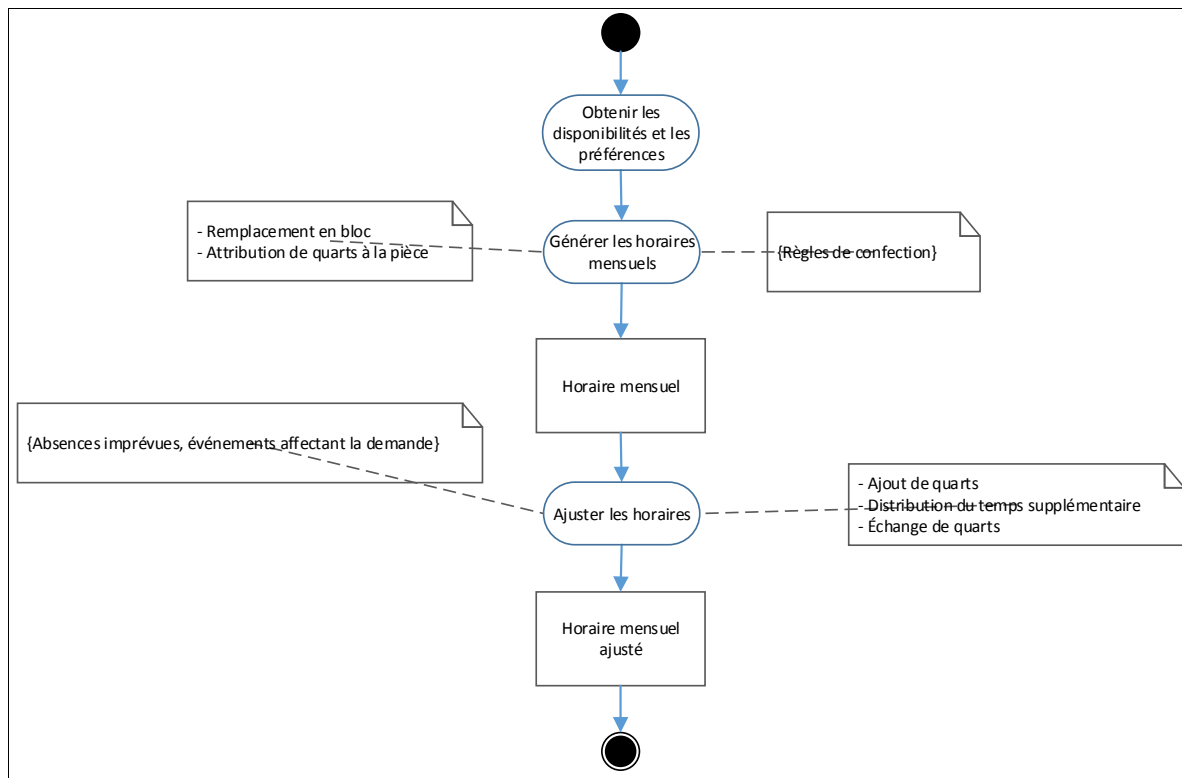 Obtenir les
disponibilités et les
préférences
- Remplacement en bloc
- Attribution de quarts à la pièce
Générer les horaires
mensuels
{Règles de confection}
Horaire mensuel
{Absences imprévues, événements affectant la demande}
Ajuster les horaires
- Ajout de quarts
- Distribution du temps supplémentaire
- Échange de quarts
Horaire mensuel
ajusté